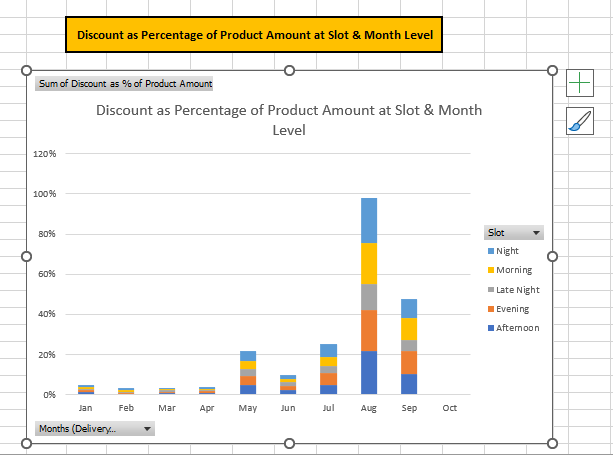 Discount as Percentage of Product Amount at Slot & Month Level
Sum of Discount as % of Product Amount
Discount as Percentage of Product Amount at Slot & Month
Level
120%
100%
80%
60%
40%
20%
0%
Jan Feb Mar Apr May Jun Jul Aug Sep Oct
Slot
Night
Morning
Late Night
Evening
Afternoon
Months (Delivery...